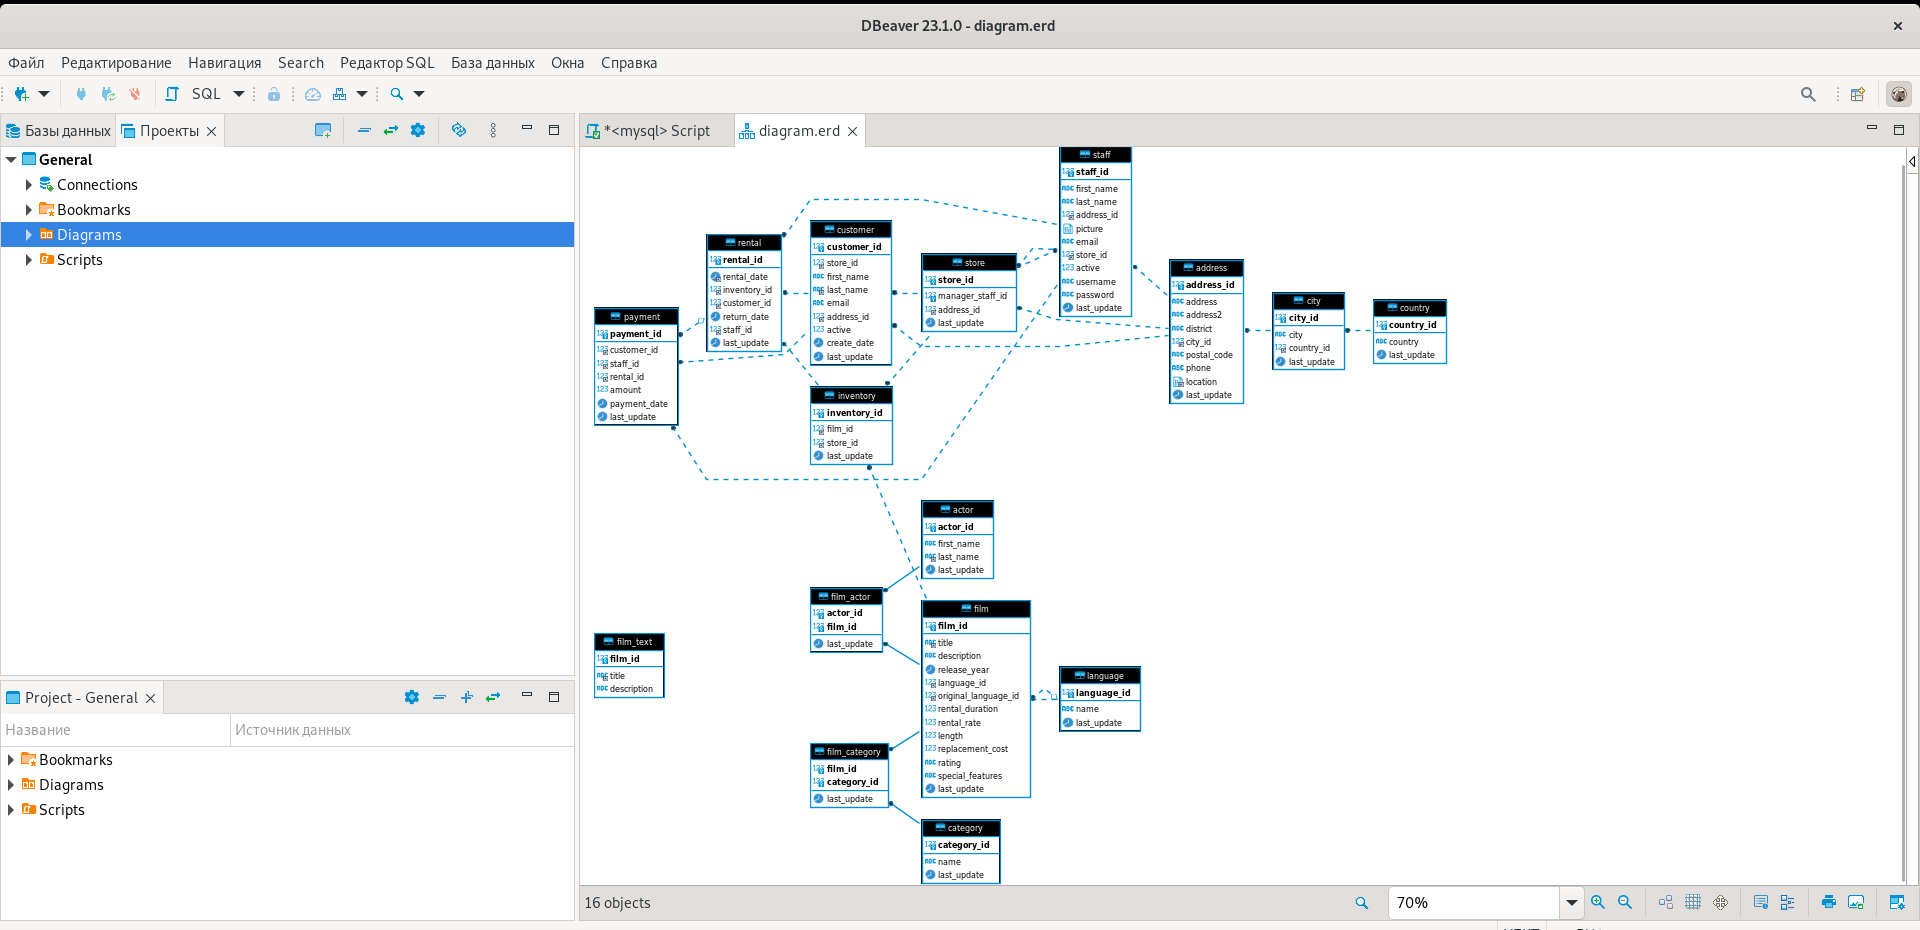 DBeaver 23.1.0 - diagram.erd
Файл Редактирование Навигация Search Редактор SQL База данных Окна Справка
SQL
Базы данных Проекты
General
Connections
Bookmarks
Diagrams
Scripts
Project - General
Название Источник данных
Bookmarks
Diagrams
Scripts
*<mysql> Script diagram.erd
staff
staff_id
first_name
last_name
address_id
picture
email
store_id
active
username
password
last_update
customer
customer_id
store_id
first_name
last_name
email
address_id
active
create_date
last_update
rental
rental_id
rental_date
inventory_id
customer_id
return_date
staff_id
last_update
store
store_id
manager_staff_id
address_id
last_update
address
address_id
address
address2
district
city_id
postal_code
phone
location
last_update
city
city_id
city
country_id
last_update
country
country_id
country
last_update
payment
payment_id
customer_id
staff_id
rental_id
amount
payment_date
last_update
inventory
inventory_id
film_id
store_id
last_update
actor
actor_id
first_name
last_name
last_update
film_actor
actor_id
film_id
last_update
film
film_id
title
description
release_year
language_id
original_language_id
rental_duration
rental_rate
length
replacement_cost
rating
special_features
last_update
film_text
film_id
title
description
language
language_id
name
last_update
film_category
film_id
category_id
last_update
category
category_id
name
last_update
16 objects
70%